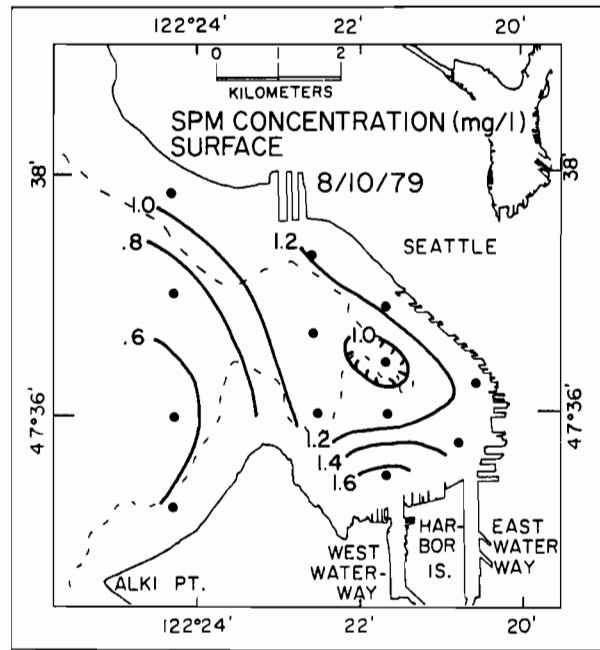 122°24' 22' 20'
0 1 2
KILOMETERS
SPM CONCENTRATION (mg/l)
SURFACE
38' 38'
8/10/79
1.0
1.2
SEATTLE
.8
1.0
.6
47°36' 47°36'
1.2
1.4
1.6
WEST
WATER-
WAY
HAR-
BOR
IS.
EAST
WATER
WAY
ALKI PT.
122°24' 22' 20'